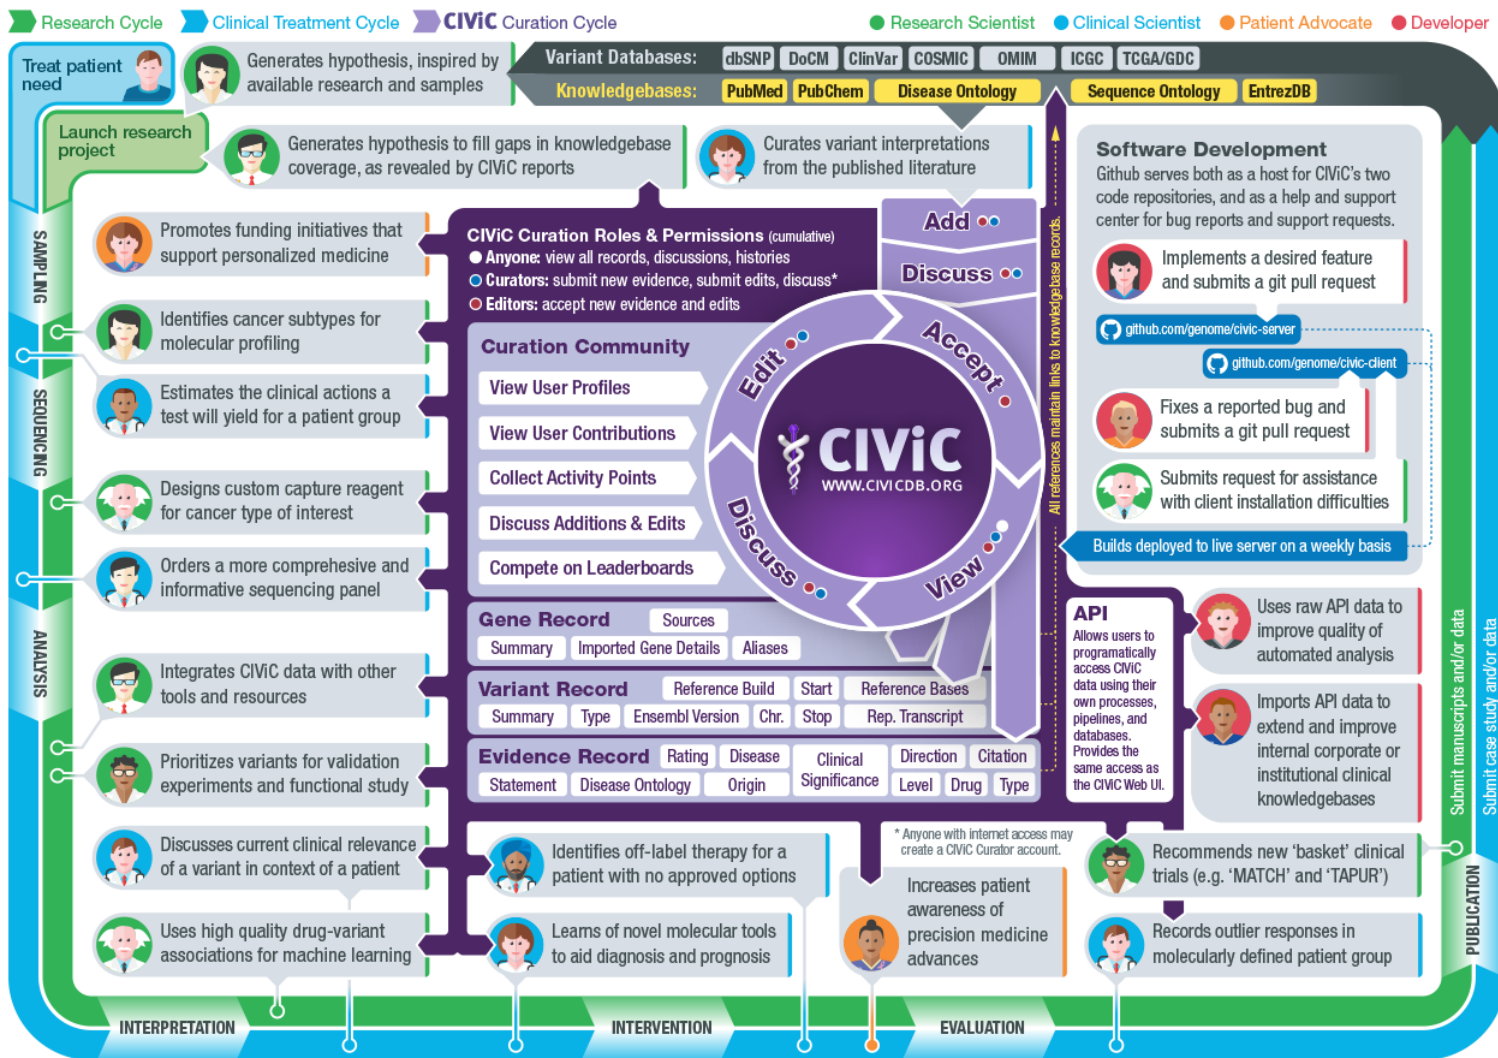 Research Cycle
Clinical Treatment Cycle
CIViC Curation Cycle
Research Scientist
Clinical Scientist
Patient Advocate
Developer
Treat patient
need
Generates hypothesis, inspired by
available research and samples
Variant Databases:
dbSNP
DoCM
ClinVar
COSMIC
OMIM
ICGC
TCGA/GDC
Knowledgebases:
PubMed
PubChem
Disease Ontology
Sequence Ontology
EntrezDB
Launch research
project
Generates hypothesis to fill gaps in knowledgebase
coverage, as revealed by CIViC reports
Curates variant interpretations
from the published literature
Software Development
Github serves both as a host for CIViC's two
code repositories, and as a help and support
center for bug reports and support requests.
Implements a desired feature
and submits a git pull request
github.com/genome/civic-server
github.com/genome/civic-client
Fixes a reported bug and
submits a git pull request
Submits request for assistance
with client installation difficulties
Builds deployed to live server on a weekly basis
SAMPLING
SEQUENCING
ANALYSIS
Promotes funding initiatives that
support personalized medicine
Identifies cancer subtypes for
molecular profiling
Estimates the clinical actions a
test will yield for a patient group
Designs custom capture reagent
for cancer type of interest
Orders a more comprehesive and
informative sequencing panel
Integrates CIViC data with other
tools and resources
Prioritizes variants for validation
experiments and functional study
Discusses current clinical relevance
of a variant in context of a patient
Uses high quality drug-variant
associations for machine learning
CIViC Curation Roles & Permissions (cumulative)
Anyone: view all records, discussions, histories
Curators: submit new evidence, submit edits, discuss*
Editors: accept new evidence and edits
Add
Discuss
Accept
Edit
Discuss
View
CIViC
WWW.CIVICDB.ORG
All references maintain links to knowledgebase records.
Curation Community
View User Profiles
View User Contributions
Collect Activity Points
Discuss Additions & Edits
Compete on Leaderboards
Gene Record
Sources
Summary
Imported Gene Details
Aliases
Variant Record
Reference Build
Start
Reference Bases
Summary
Type
Ensembl Version
Chr.
Stop
Rep. Transcript
Evidence Record
Rating
Disease
Clinical
Significance
Direction
Citation
Statement
Disease Ontology
Origin
Level
Drug
Type
API
Allows users to
programatically
access CIViC
data using their
own processes,
pipelines, and
databases.
Provides the
same access as
the CIViC Web UI.
Uses raw API data to
improve quality of
automated analysis
Imports API data to
extend and improve
internal corporate or
institutional clinical
knowledgebases
Submit manuscripts and/or data
Submit case study and/or data
Identifies off-label therapy for a
patient with no approved options
Learns of novel molecular tools
to aid diagnosis and prognosis
* Anyone with internet access may
create a CIViC Curator account.
Increases patient
awareness of
precision medicine
advances
Recommends new 'basket' clinical
trials (e.g. 'MATCH' and 'TAPUR')
Records outlier responses in
molecularly defined patient group
PUBLICATION
INTERPRETATION
INTERVENTION
EVALUATION